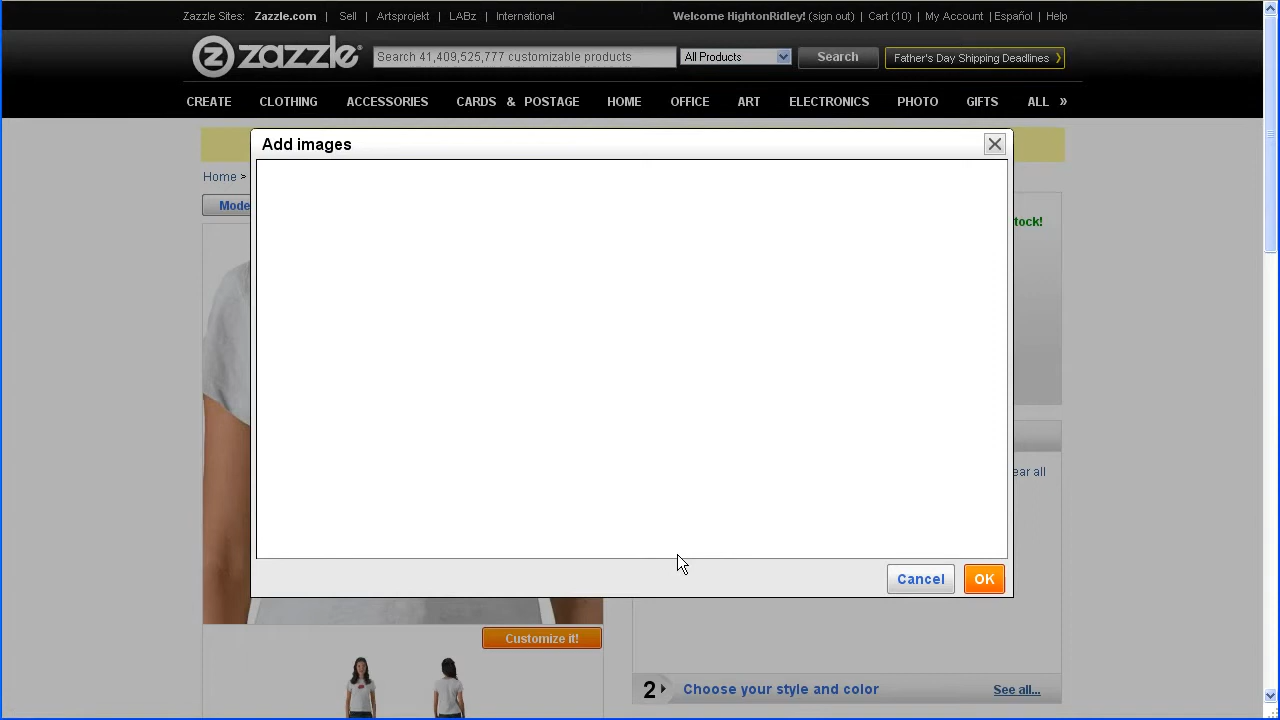 Zazzle Sites: Zazzle.com | Sell | Artsprojekt | LABz | International
Welcome HightonRidley! (sign out) | Cart (10) | My Account | Español | Help
zazzle
Search 41,409,525,777 customizable products All Products Search Father's Day Shipping Deadlines
CREATE CLOTHING ACCESSORIES CARDS & POSTAGE HOME OFFICE ART ELECTRONICS PHOTO GIFTS ALL »
Add images
Home >
Mode
tock!
ear all
Cancel OK
Customize it!
2 Choose your style and color See all...